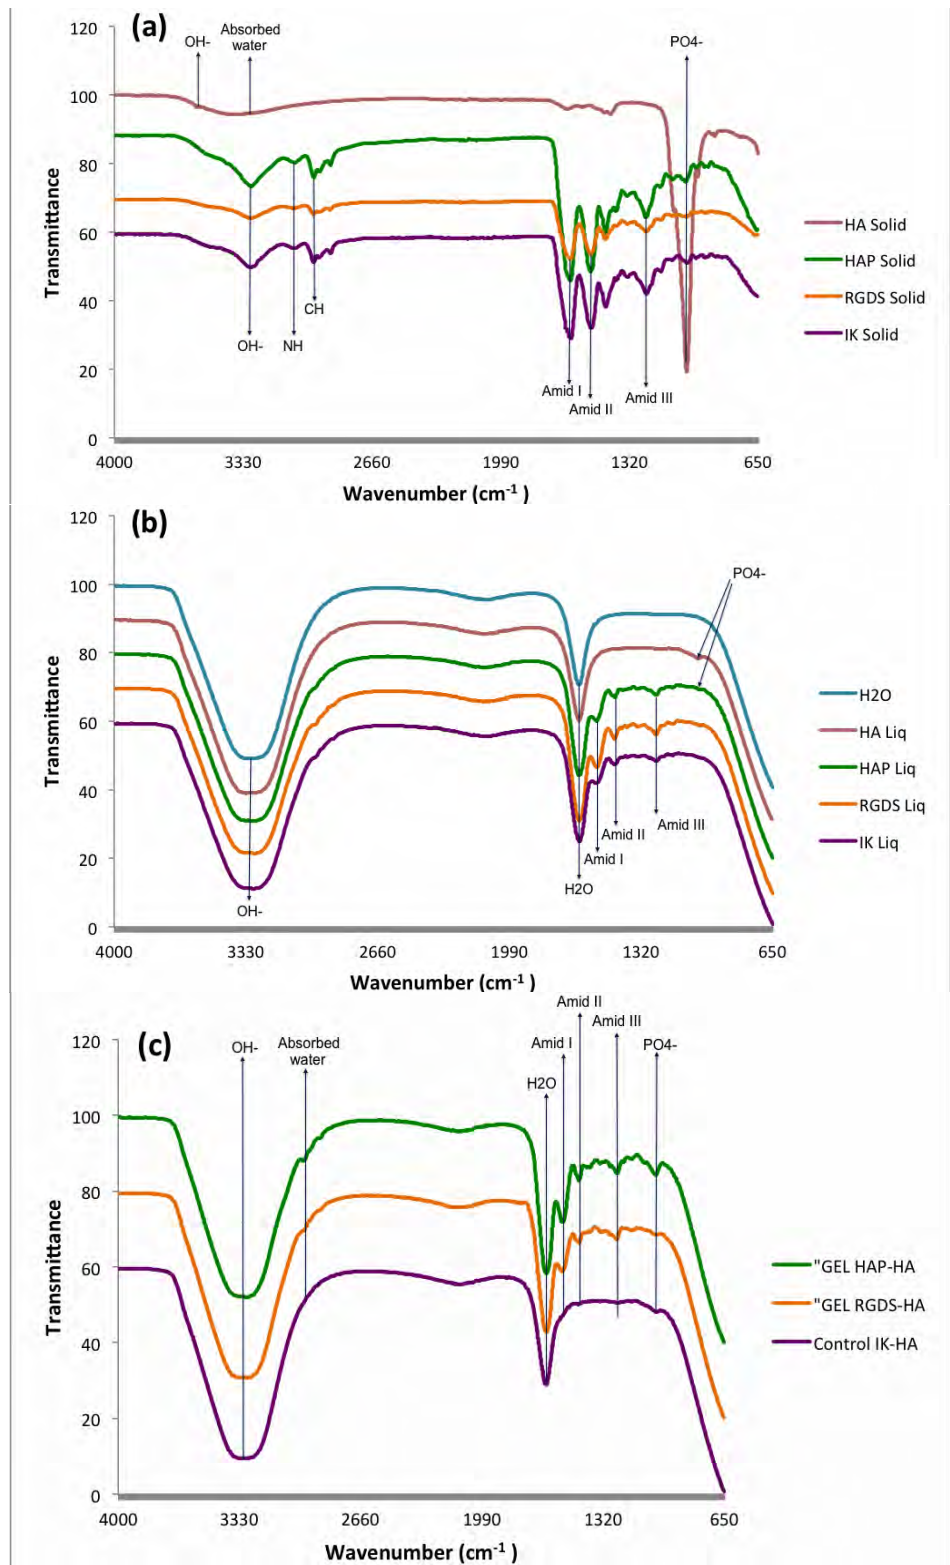 (a)
120
100
80
60
40
20
0
Transmittance
OH-
Absorbed
water
PO4-
OH-
NH
CH
Amid I
Amid II
Amid III
HA Solid
HAP Solid
RGDS Solid
IK Solid
4000 3330 2660 1990 1320 650
Wavenumber (cm-1 )
(b)
120
100
80
60
40
20
0
Transmittance
PO4-
OH-
H2O
Amid I
Amid II
Amid III
H2O
HA Liq
HAP Liq
RGDS Liq
IK Liq
4000 3330 2660 1990 1320 650
Wavenumber (cm-1 )
(c)
120
100
80
60
40
20
0
Transmittance
OH-
Absorbed
water
H2O
Amid I
Amid II
Amid III
PO4-
"GEL HAP-HA
"GEL RGDS-HA
Control IK-HA
4000 3330 2660 1990 1320 650
Wavenumber (cm-1 )